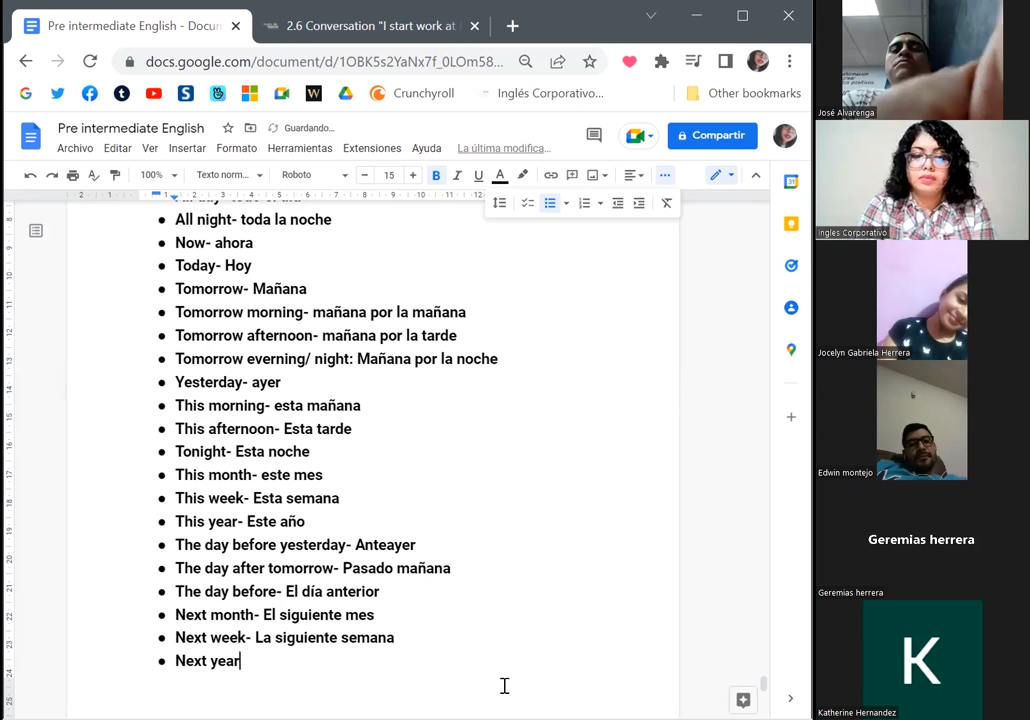 Pre intermediate English - Docun
2.6 Conversation "I start work at
docs.google.com/document/d/1OBK5s2YaNx7f_0LOm58...
Crunchyroll
Inglés Corporativo...
Other bookmarks
Pre intermediate English
Guardando...
Compartir
Archivo Editar Ver Insertar Formato Herramientas Extensiones Ayuda La última modifica...
100% Texto norm... Roboto 15
All night- toda la noche
Now- ahora
Today- Hoy
Tomorrow- Mañana
Tomorrow morning- mañana por la mañana
Tomorrow afternoon- mañana por la tarde
Tomorrow everning/ night: Mañana por la noche
Yesterday- ayer
This morning- esta mañana
This afternoon- Esta tarde
Tonight- Esta noche
This month- este mes
This week- Esta semana
This year- Este año
The day before yesterday- Anteayer
The day after tomorrow- Pasado mañana
The day before- El día anterior
Next month- El siguiente mes
Next week- La siguiente semana
Next year
José Alvarenga
Ingles Corporativo
Jocelyn Gabriela Herrera
Edwin montejo
Geremias herrera
Geremias herrera
K
Katherine Hernandez